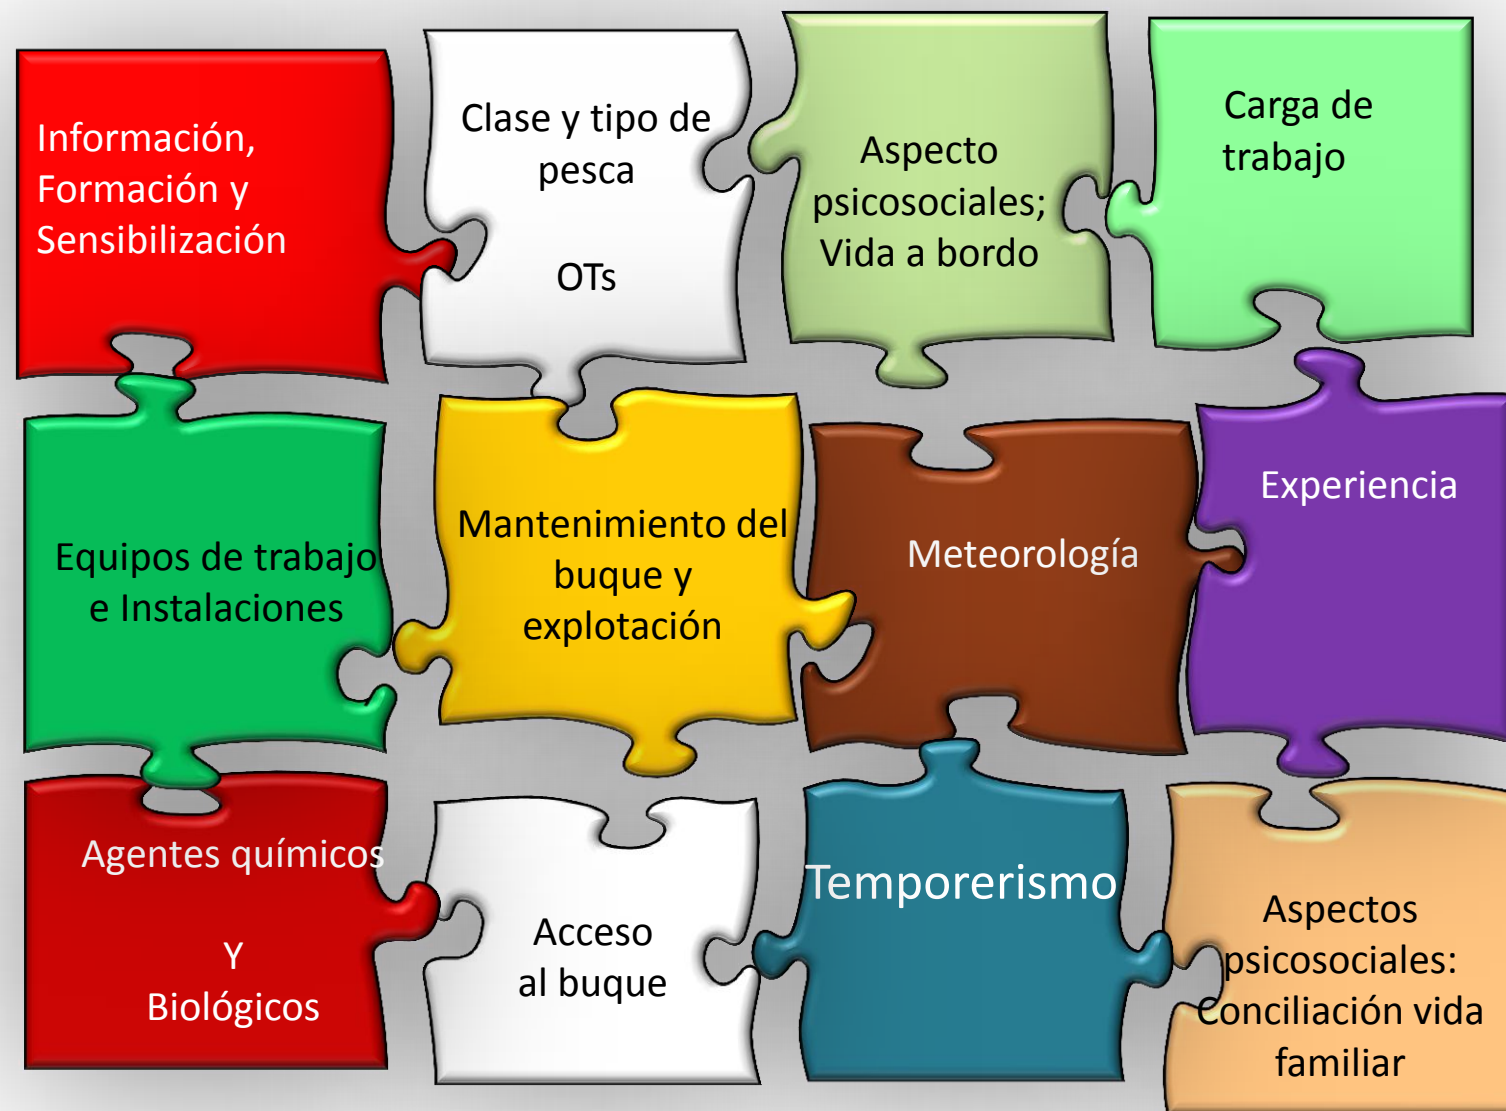 Información,
Formación y
Sensibilización
Clase y tipo de
pesca
OTs
Aspecto
psicosociales;
Vida a bordo
Carga de
trabajo
Equipos de trabajo
e Instalaciones
Mantenimiento del
buque y
explotación
Meteorología
Experiencia
Agentes químicos
Y
Biológicos
Acceso
al buque
Temporerismo
Aspectos
psicosociales:
Conciliación vida
familiar